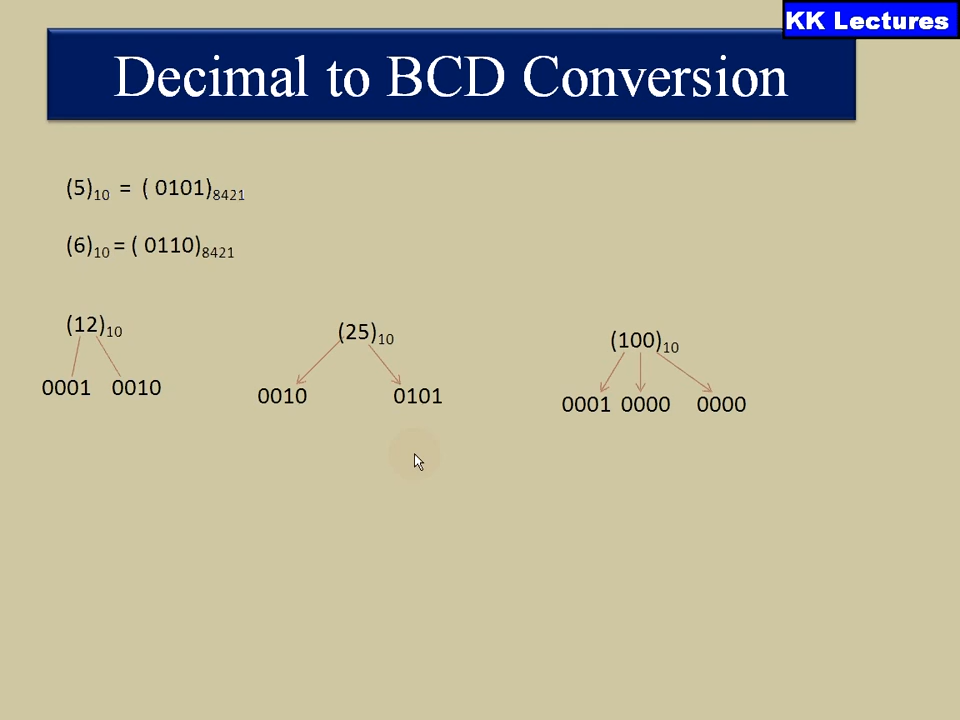 KK Lectures
Decimal to BCD Conversion
(5)10 = ( 0101)8421
(6)10 = ( 0110)8421
(12)10
0001 0010
(25)10
0010 0101
(100)10
0001 0000 0000